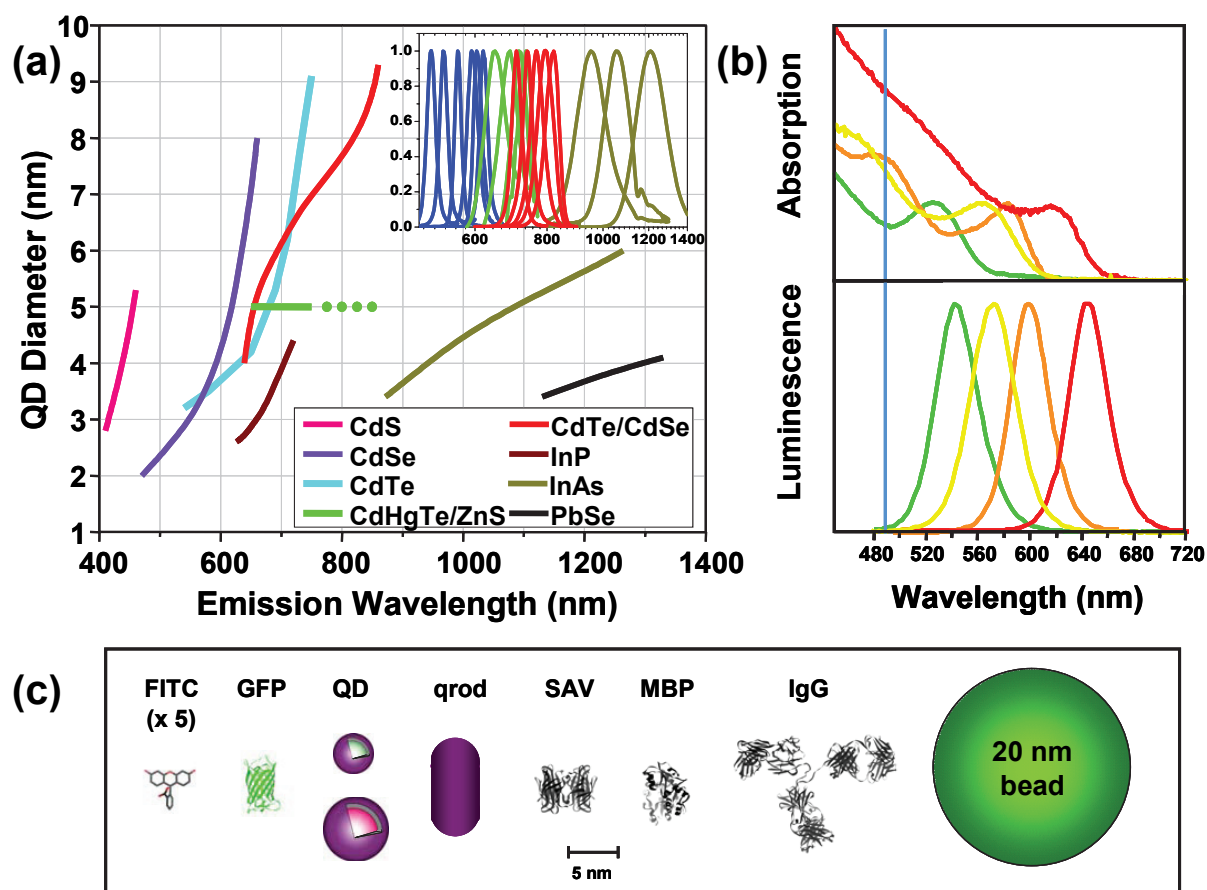 (a)
10
9
8
7
6
5
4
3
2
1
QD Diameter (nm)
400 600 800 1000 1200 1400
Emission Wavelength (nm)
1.0
0.8
0.6
0.4
0.2
0.0
600 800 1000 1200 1400
CdS CdTe/CdSe
CdSe InP
CdTe InAs
CdHgTe/ZnS PbSe
(b)
Absorption
Luminescence
480 520 560 600 640 680 720
Wavelength (nm)
(c)
FITC GFP QD qrod SAV MBP IgG
(x 5)
20 nm
bead
5 nm